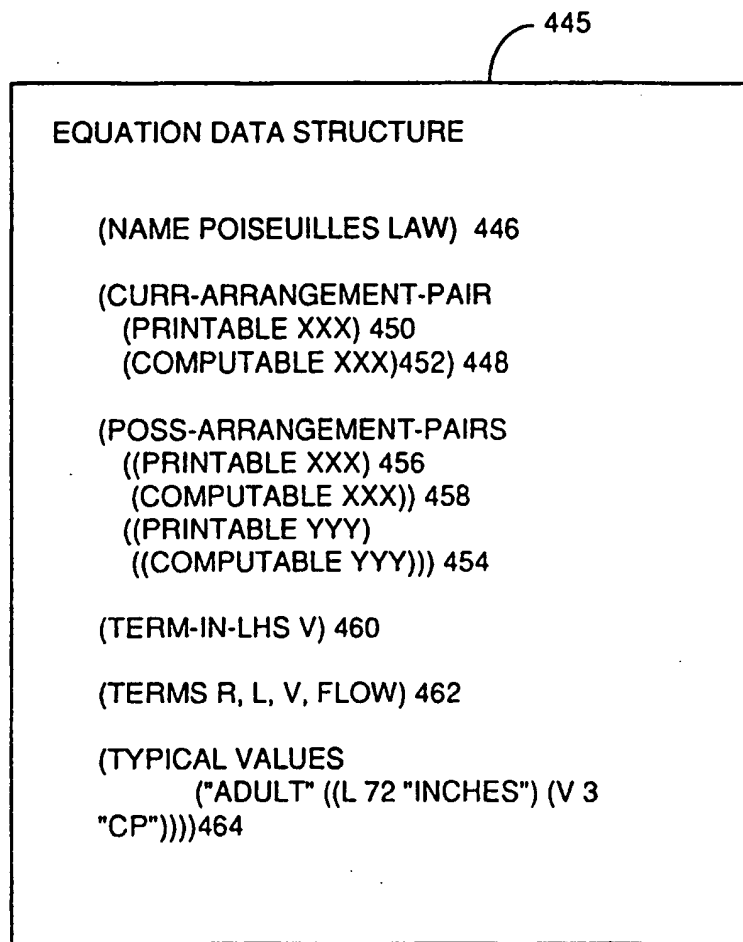 445
EQUATION DATA STRUCTURE
(NAME POISEUILLES LAW) 446
(CURR-ARRANGEMENT-PAIR
(PRINTABLE XXX) 450
(COMPUTABLE XXX)452) 448
(POSS-ARRANGEMENT-PAIRS
((PRINTABLE XXX) 456
(COMPUTABLE XXX)) 458
((PRINTABLE YYY)
((COMPUTABLE YYY))) 454
(TERM-IN-LHS V) 460
(TERMS R, L, V, FLOW) 462
(TYPICAL VALUES
("ADULT" ((L 72 "INCHES") (V 3
"CP"))))464